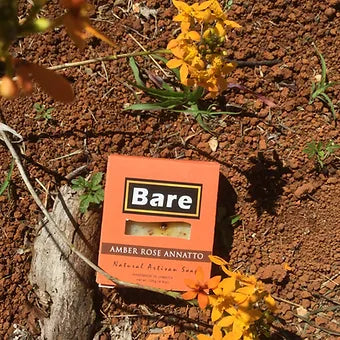 Bare
AMBER ROSE ANNATTO
Natural Artisan Soap